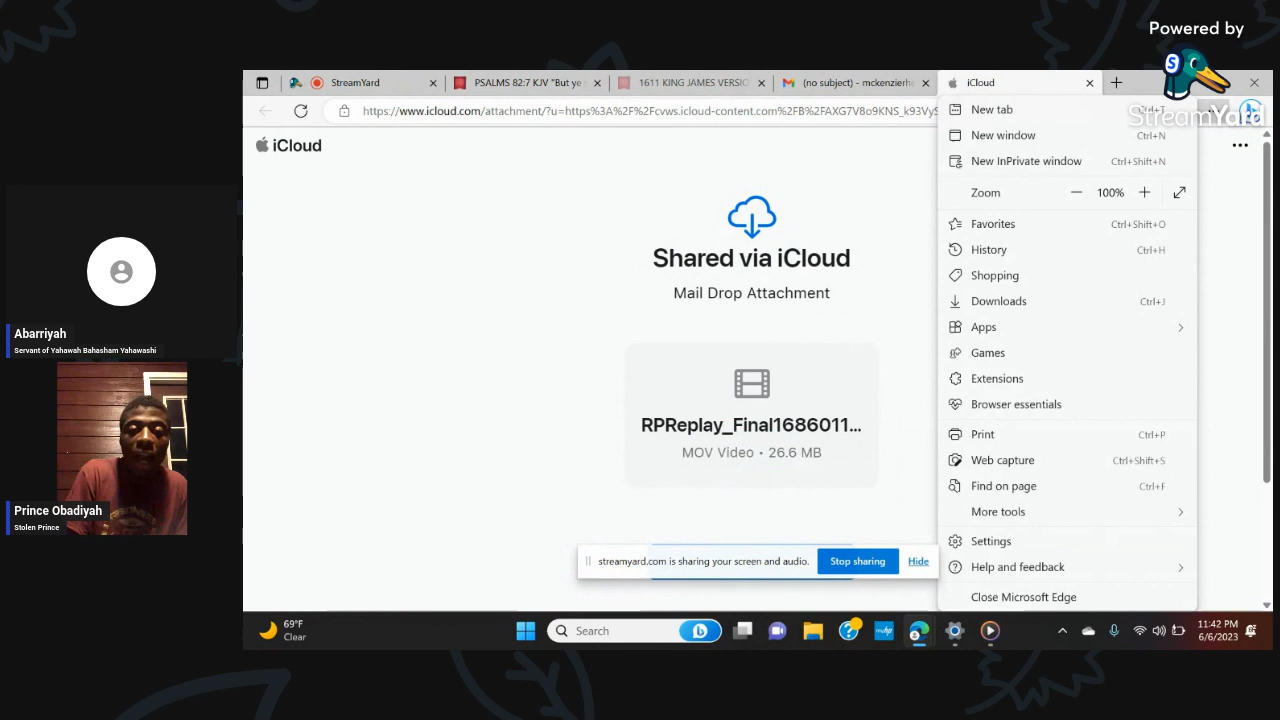 Powered by
StreamYard
StreamYard
PSALMS 82:7 KJV "But ye
1611 KING JAMES VERSIO
(no subject) - mckenzierhe
iCloud
https://www.icloud.com/attachment/?u=https%3A%2F%2Fcvws.icloud-content.com%2FB%2FAXG7V8o9KNS_k93VyS
iCloud
Shared via iCloud
Mail Drop Attachment
RPReplay_Final1686011...
MOV Video • 26.6 MB
streamyard.com is sharing your screen and audio.
Stop sharing
Hide
New tab
New window Ctrl+N
New InPrivate window Ctrl+Shift+N
Zoom 100%
Favorites Ctrl+Shift+O
History Ctrl+H
Shopping
Downloads Ctrl+J
Apps
Games
Extensions
Browser essentials
Print Ctrl+P
Web capture Ctrl+Shift+S
Find on page Ctrl+F
More tools
Settings
Help and feedback
Close Microsoft Edge
Abarriyah
Servant of Yahawah Bahasham Yahawashi
Prince Obadiyah
Stolen Prince
69°F
Clear
Search
11:42 PM
6/6/2023